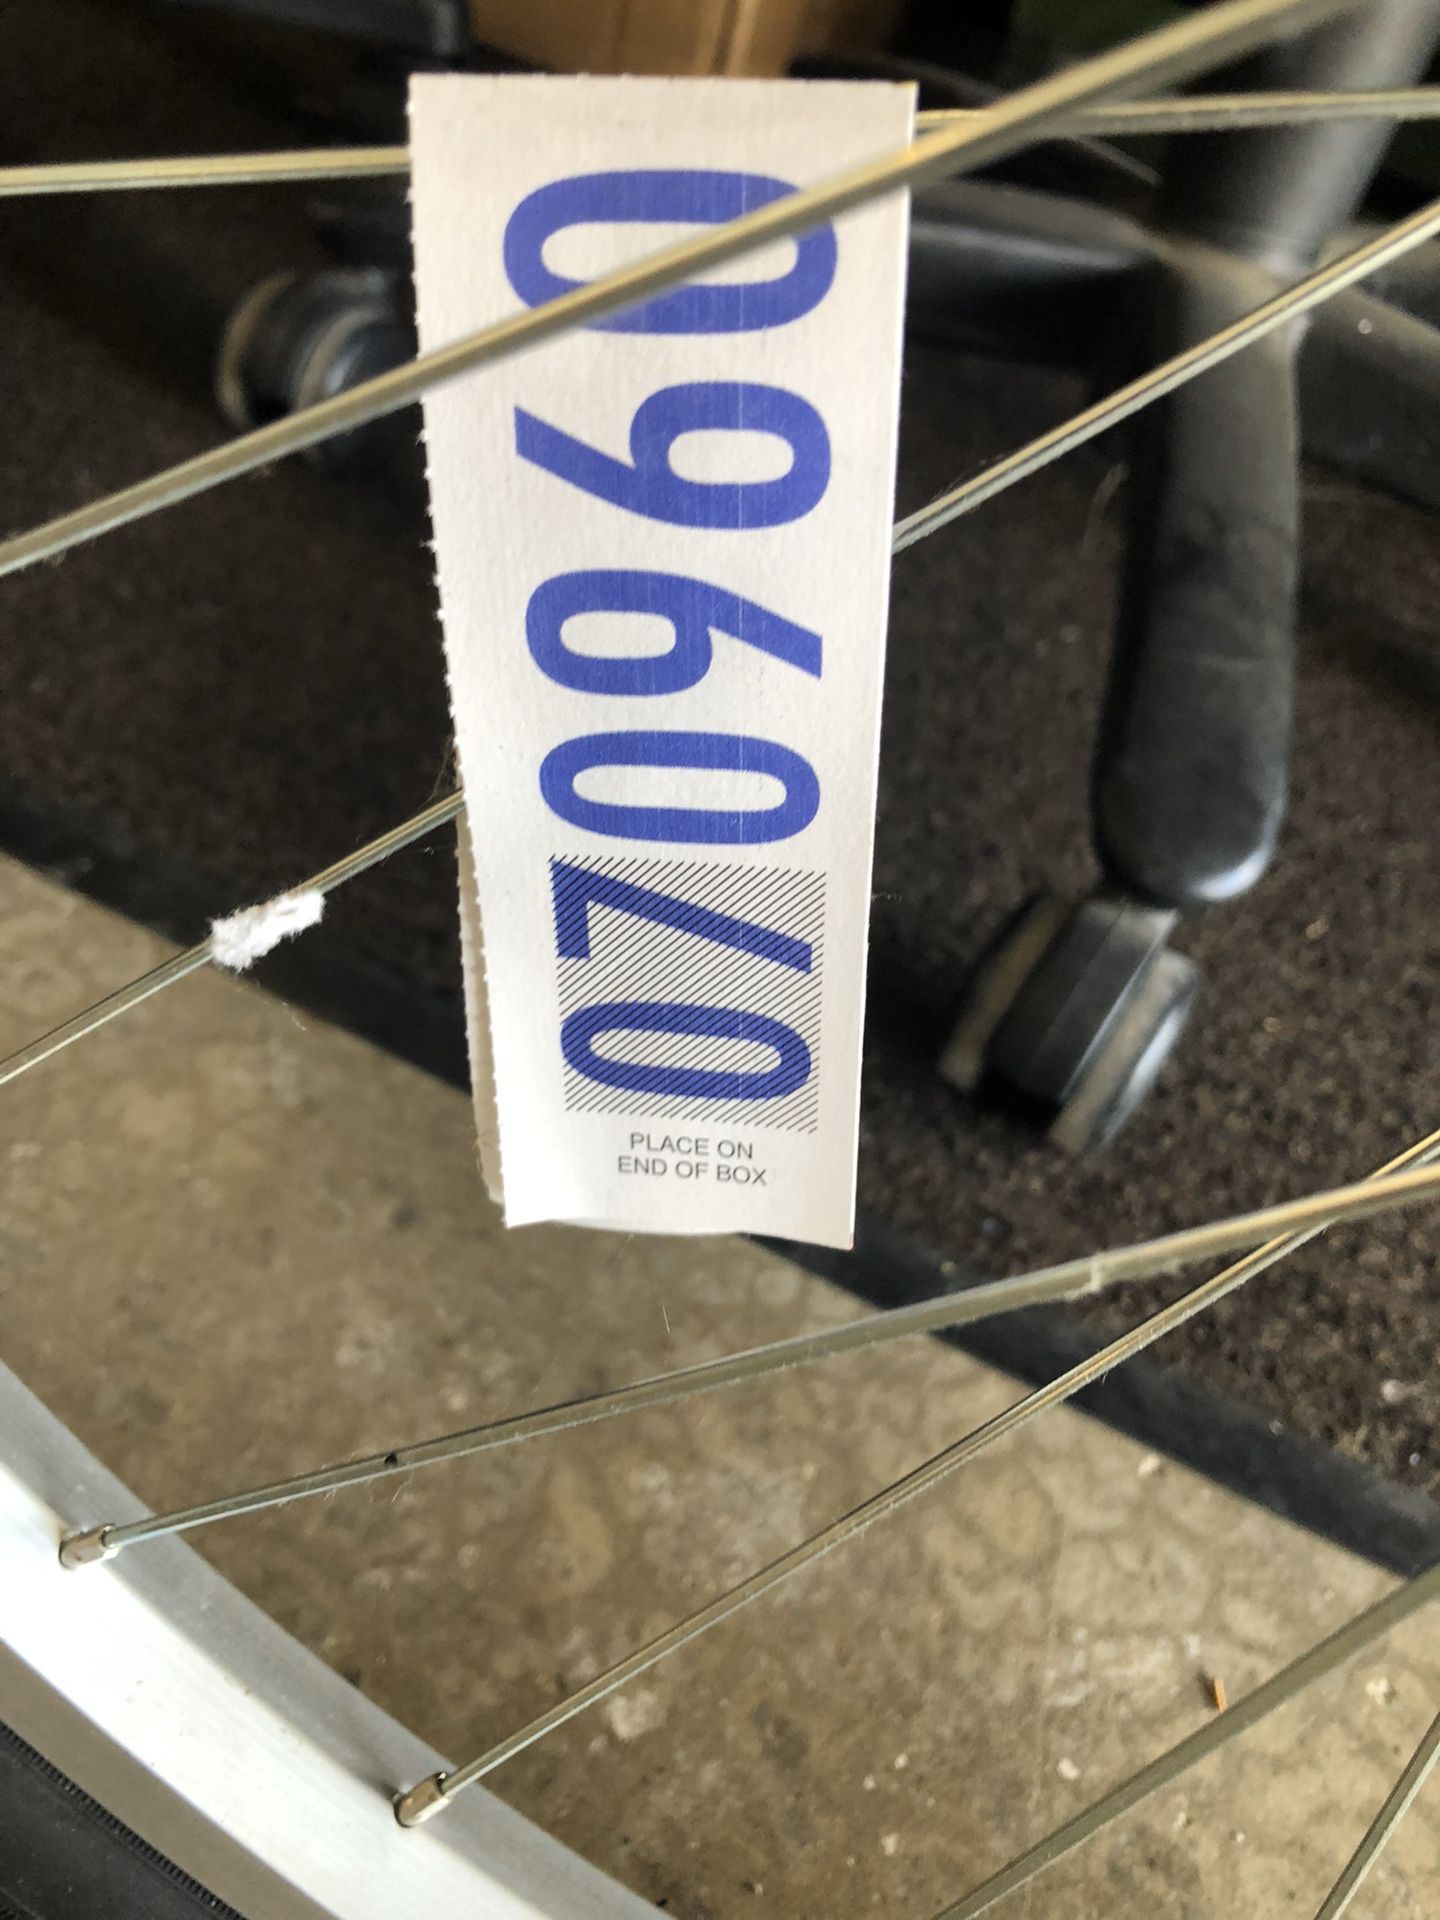 070960
PLACE ON
END OF BOX